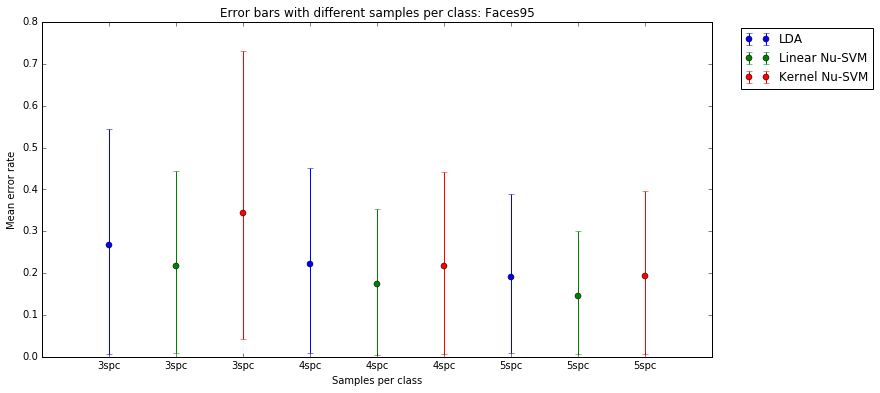 Error bars with different samples per class: Faces95
0.8
0.7
0.6
0.5
0.4
0.3
0.2
0.1
0.0
Mean error rate
3spc 3spc 3spc 4spc 4spc 4spc 5spc 5spc 5spc
Samples per class
LDA
Linear Nu-SVM
Kernel Nu-SVM